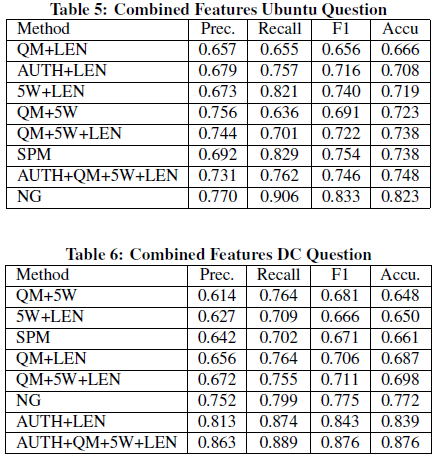 Table 5: Combined Features Ubuntu Question
Method Prec. Recall F1 Accu
QM+LEN 0.657 0.655 0.656 0.666
AUTH+LEN 0.679 0.757 0.716 0.708
5W+LEN 0.673 0.821 0.740 0.719
QM+5W 0.756 0.636 0.691 0.723
QM+5W+LEN 0.744 0.701 0.722 0.738
SPM 0.692 0.829 0.754 0.738
AUTH+QM+5W+LEN 0.731 0.762 0.746 0.748
NG 0.770 0.906 0.833 0.823
Table 6: Combined Features DC Question
Method Prec. Recall F1 Accu.
QM+5W 0.614 0.764 0.681 0.648
5W+LEN 0.627 0.709 0.666 0.650
SPM 0.642 0.702 0.671 0.661
QM+LEN 0.656 0.764 0.706 0.687
QM+5W+LEN 0.672 0.755 0.711 0.698
NG 0.752 0.799 0.775 0.772
AUTH+LEN 0.813 0.874 0.843 0.839
AUTH+QM+5W+LEN 0.863 0.889 0.876 0.876